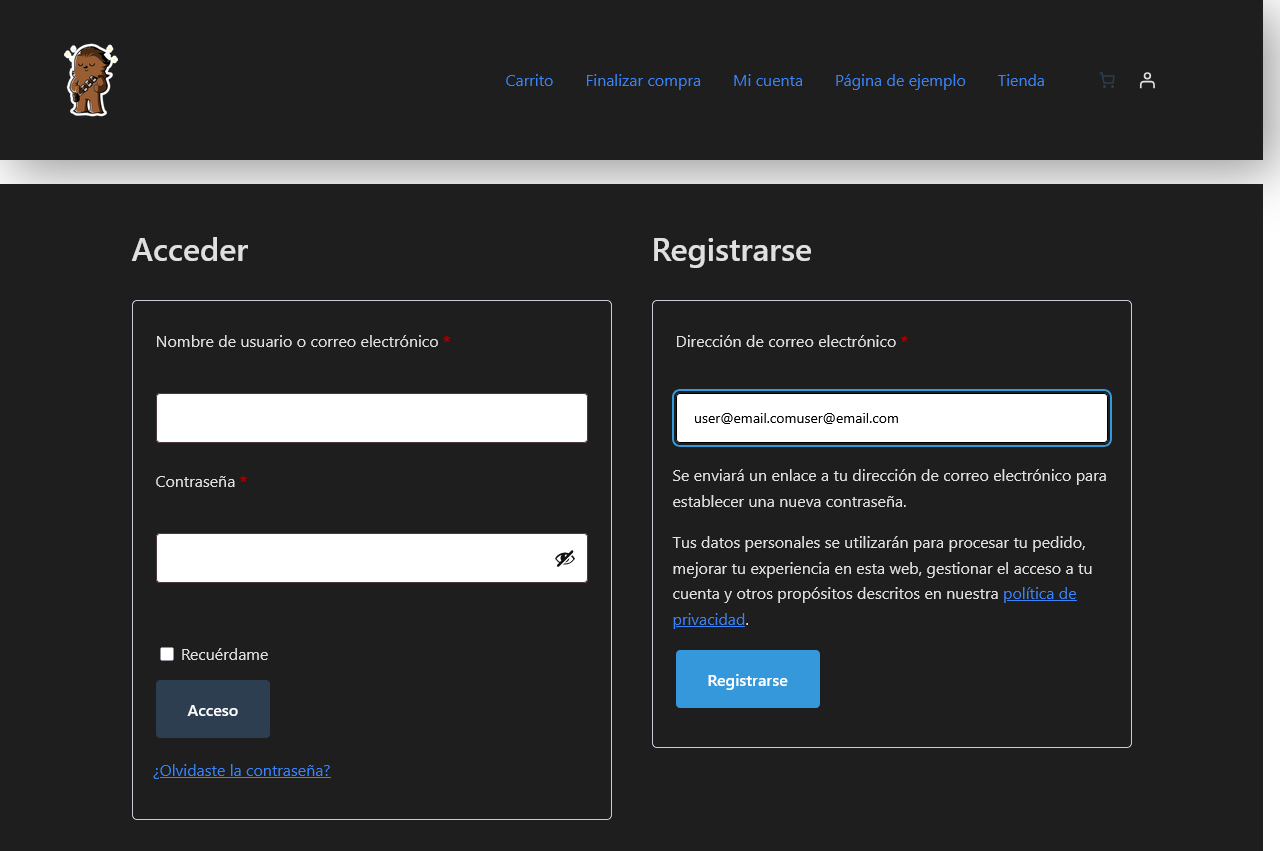 Carrito Finalizar compra Mi cuenta Página de ejemplo Tienda
Acceder
Nombre de usuario o correo electrónico *
Contraseña *
Recuérdame
Acceso
¿Olvidaste la contraseña?
Registrarse
Dirección de correo electrónico *
user@email.comuser@email.com
Se enviará un enlace a tu dirección de correo electrónico para
establecer una nueva contraseña.
Tus datos personales se utilizarán para procesar tu pedido,
mejorar tu experiencia en esta web, gestionar el acceso a tu
cuenta y otros propósitos descritos en nuestra política de
privacidad.
Registrarse